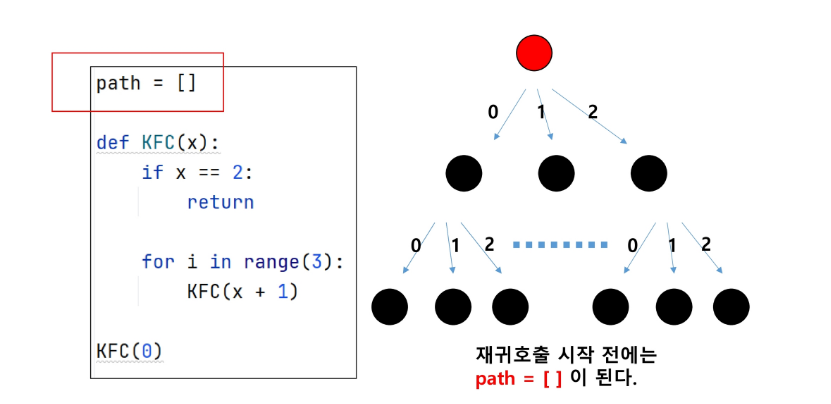 path = []
def KFC(x):
    if x == 2:
        return
    for i in range(3):
        KFC(x + 1)
KFC(0)
0 1 2
0 1 2 0 1 2
재귀호출 시작 전에는
path = [ ] 이 된다.